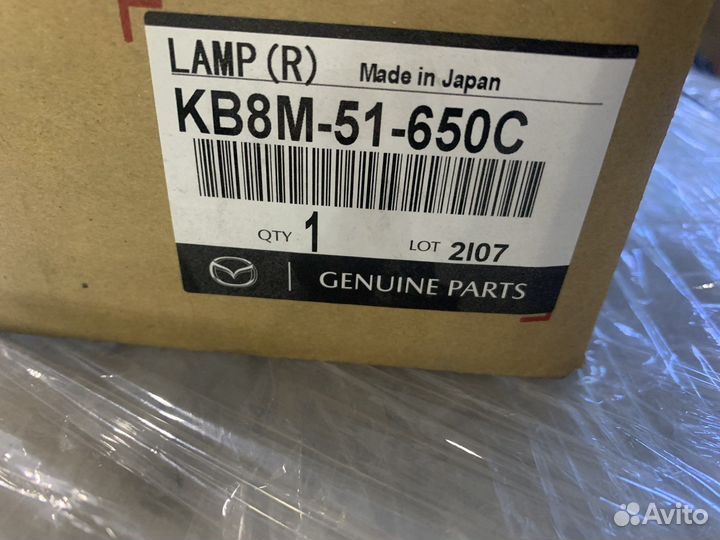 LAMP (R) Made in Japan
KB8M-51-650C
QTY 1 LOT 2I07
GENUINE PARTS
Avito